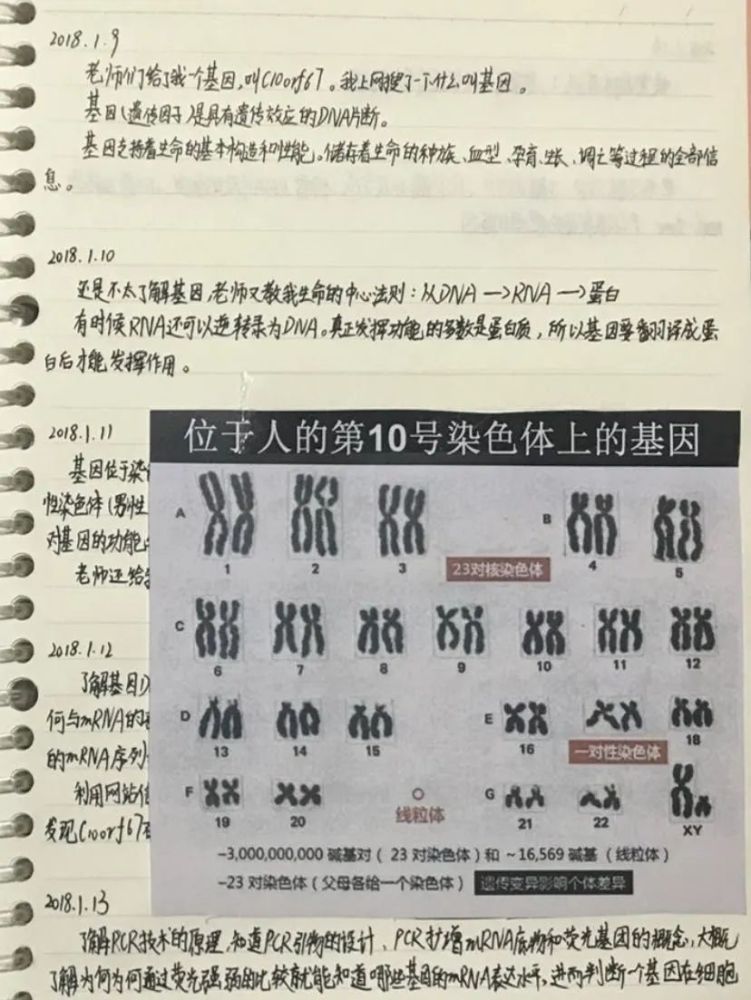 2018.1.9
老师们给了我一个基因,叫C10orf67。我上网搜了一下什么叫基因。
基因(遗传因子)是具有遗传效应的DNA片断。
基因支持着生命的基本构造和性能。储存着生命的种族、血型、孕育、生长、凋亡等过程的全部信
息。
2018.1.10
还是不太了解基因,老师又教我生命的中心法则:从DNA→RNA→蛋白
有时候RNA还可以逆转录为DNA。真正发挥功能的多数是蛋白质,所以基因要翻译成蛋
白后才能发挥作用。
2018.1.11
基因位于染
性染色体(男性
对基因的功能
老师还给
位于人的第10号染色体上的基因
A
1
2
3
B
4
5
23对核染色体
C
6
7
8
9
10
11
12
D
13
14
15
E
16
18
一对性染色体
F
19
20
线粒体
G
21
22
XY
–3,000,000,000 碱基对( 23 对染色体)和 ~16,569 碱基(线粒体)
–23 对染色体(父母各给一个染色体) 遗传变异影响个体差异
2018.1.12
了解基因
何与mRNA的
的mRNA序列
利用网站
发现C10orf67
2018.1.13
了解PCR技术的原理,知道PCR引物的设计、PCR扩增mRNA底物和荧光基因的概念,大概
了解为何为何通过荧光强弱的比较就能知道哪些基因的mRNA表达水平,进而判断一个基因在细胞